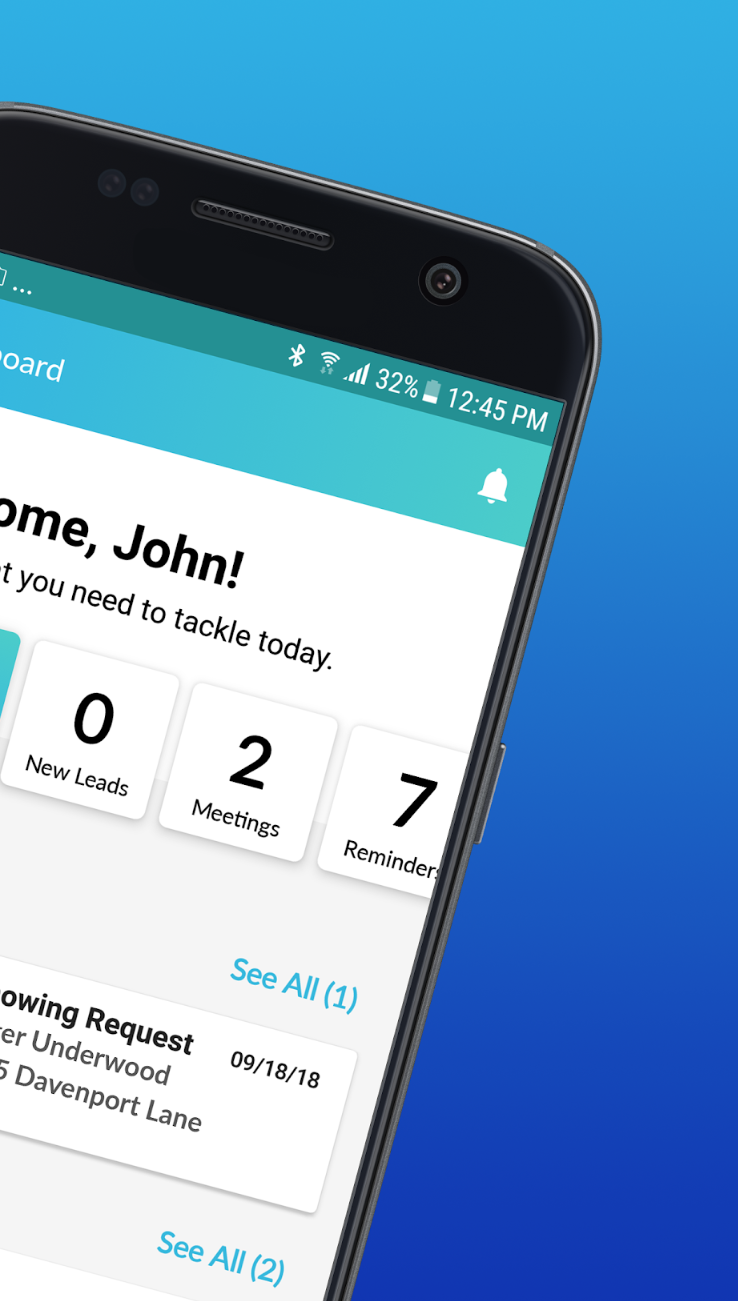 ...
32% 12:45 PM
oard
ome, John!
t you need to tackle today.
0
New Leads
2
Meetings
7
Reminders
See All (1)
owing Request
09/18/18
er Underwood
5 Davenport Lane
See All (2)